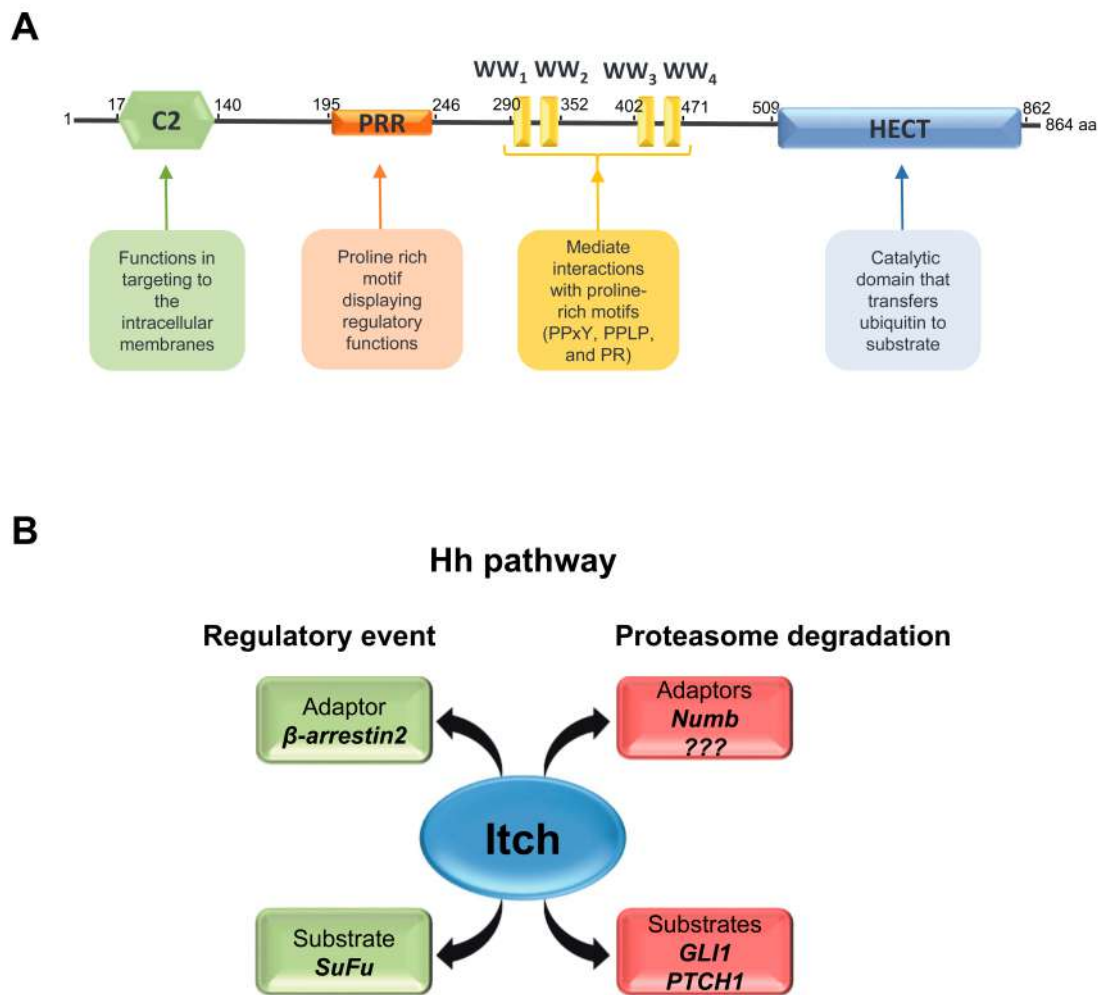 A
WW1 WW2 WW3 WW4
1 17 C2 140 195 PRR 246 290 352 402 471 509 HECT 862 864 aa
Functions in
targeting to
the
intracellular
membranes
Proline rich
motif
displaying
regulatory
functions
Mediate
interactions
with proline-
rich motifs
(PPxY, PPLP,
and PR)
Catalytic
domain that
transfers
ubiquitin to
substrate
B
Hh pathway
Regulatory event
Proteasome degradation
Adaptor
β-arrestin2
Adaptors
Numb
???
Itch
Substrate
SuFu
Substrates
GLI1
PTCH1